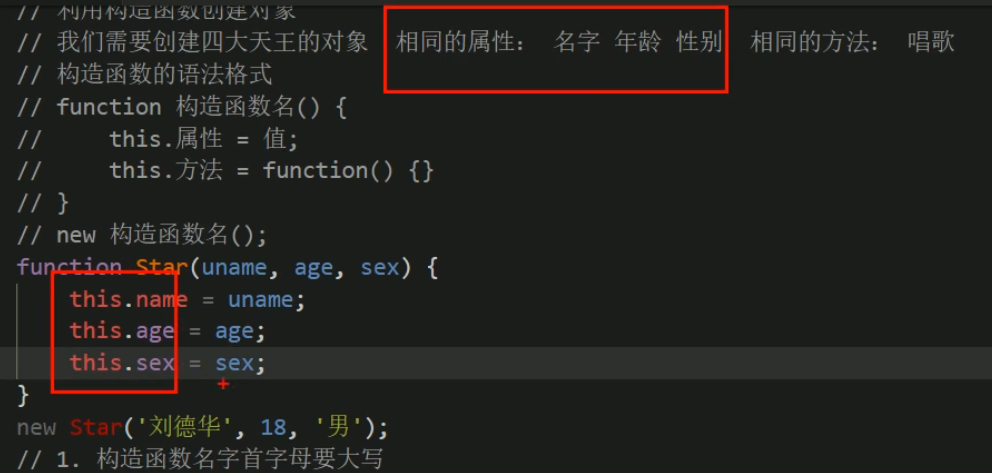 // 利用构造函数创建对象
// 我们需要创建四大天王的对象  相同的属性： 名字 年龄 性别  相同的方法： 唱歌
// 构造函数的语法格式
// function 构造函数名() {
//     this.属性 = 值;
//     this.方法 = function() {}
// }
// new 构造函数名();
function Star(uname, age, sex) {
    this.name = uname;
    this.age = age;
    this.sex = sex;
}
new Star('刘德华', 18, '男');
// 1. 构造函数名字首字母要大写